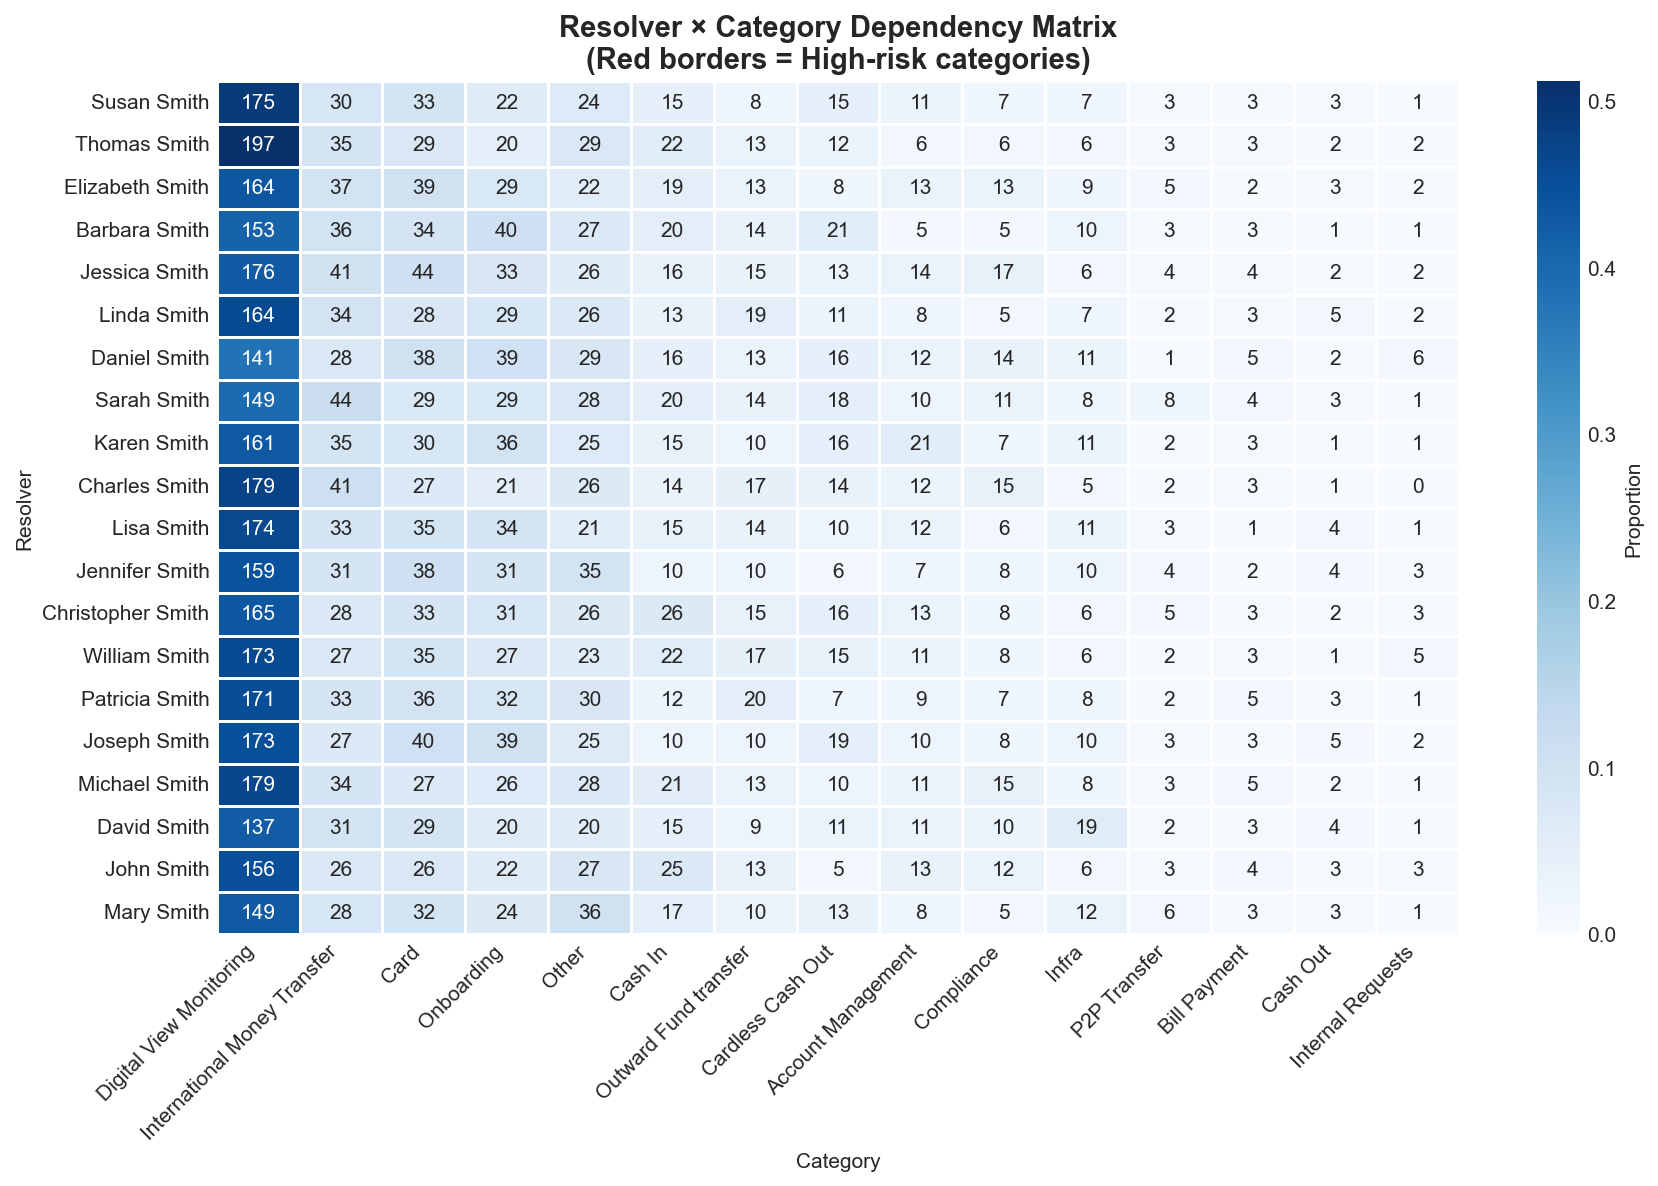 Resolver × Category Dependency Matrix
(Red borders = High-risk categories)
Resolver
Susan Smith 175 30 33 22 24 15 8 15 11 7 7 3 3 3 1
Thomas Smith 197 35 29 20 29 22 13 12 6 6 6 3 3 2 2
Elizabeth Smith 164 37 39 29 22 19 13 8 13 13 9 5 2 3 2
Barbara Smith 153 36 34 40 27 20 14 21 5 5 10 3 3 1 1
Jessica Smith 176 41 44 33 26 16 15 13 14 17 6 4 4 2 2
Linda Smith 164 34 28 29 26 13 19 11 8 5 7 2 3 5 2
Daniel Smith 141 28 38 39 29 16 13 16 12 14 11 1 5 2 6
Sarah Smith 149 44 29 29 28 20 14 18 10 11 8 8 4 3 1
Karen Smith 161 35 30 36 25 15 10 16 21 7 11 2 3 1 1
Charles Smith 179 41 27 21 26 14 17 14 12 15 5 2 3 1 0
Lisa Smith 174 33 35 34 21 15 14 10 12 6 11 3 1 4 1
Jennifer Smith 159 31 38 31 35 10 10 6 7 8 10 4 2 4 3
Christopher Smith 165 28 33 31 26 26 15 16 13 8 6 5 3 2 3
William Smith 173 27 35 27 23 22 17 15 11 8 6 2 3 1 5
Patricia Smith 171 33 36 32 30 12 20 7 9 7 8 2 5 3 1
Joseph Smith 173 27 40 39 25 10 10 19 10 8 10 3 3 5 2
Michael Smith 179 34 27 26 28 21 13 10 11 15 8 3 5 2 1
David Smith 137 31 29 20 20 15 9 11 11 10 19 2 3 4 1
John Smith 156 26 26 22 27 25 13 5 13 12 6 3 4 3 3
Mary Smith 149 28 32 24 36 17 10 13 8 5 12 6 3 3 1
Digital View Monitoring
International Money Transfer
Card
Onboarding
Other
Cash In
Outward Fund transfer
Cardless Cash Out
Account Management
Compliance
Infra
P2P Transfer
Bill Payment
Cash Out
Internal Requests
Category
0.5
0.4
0.3
0.2
0.1
0.0
Proportion